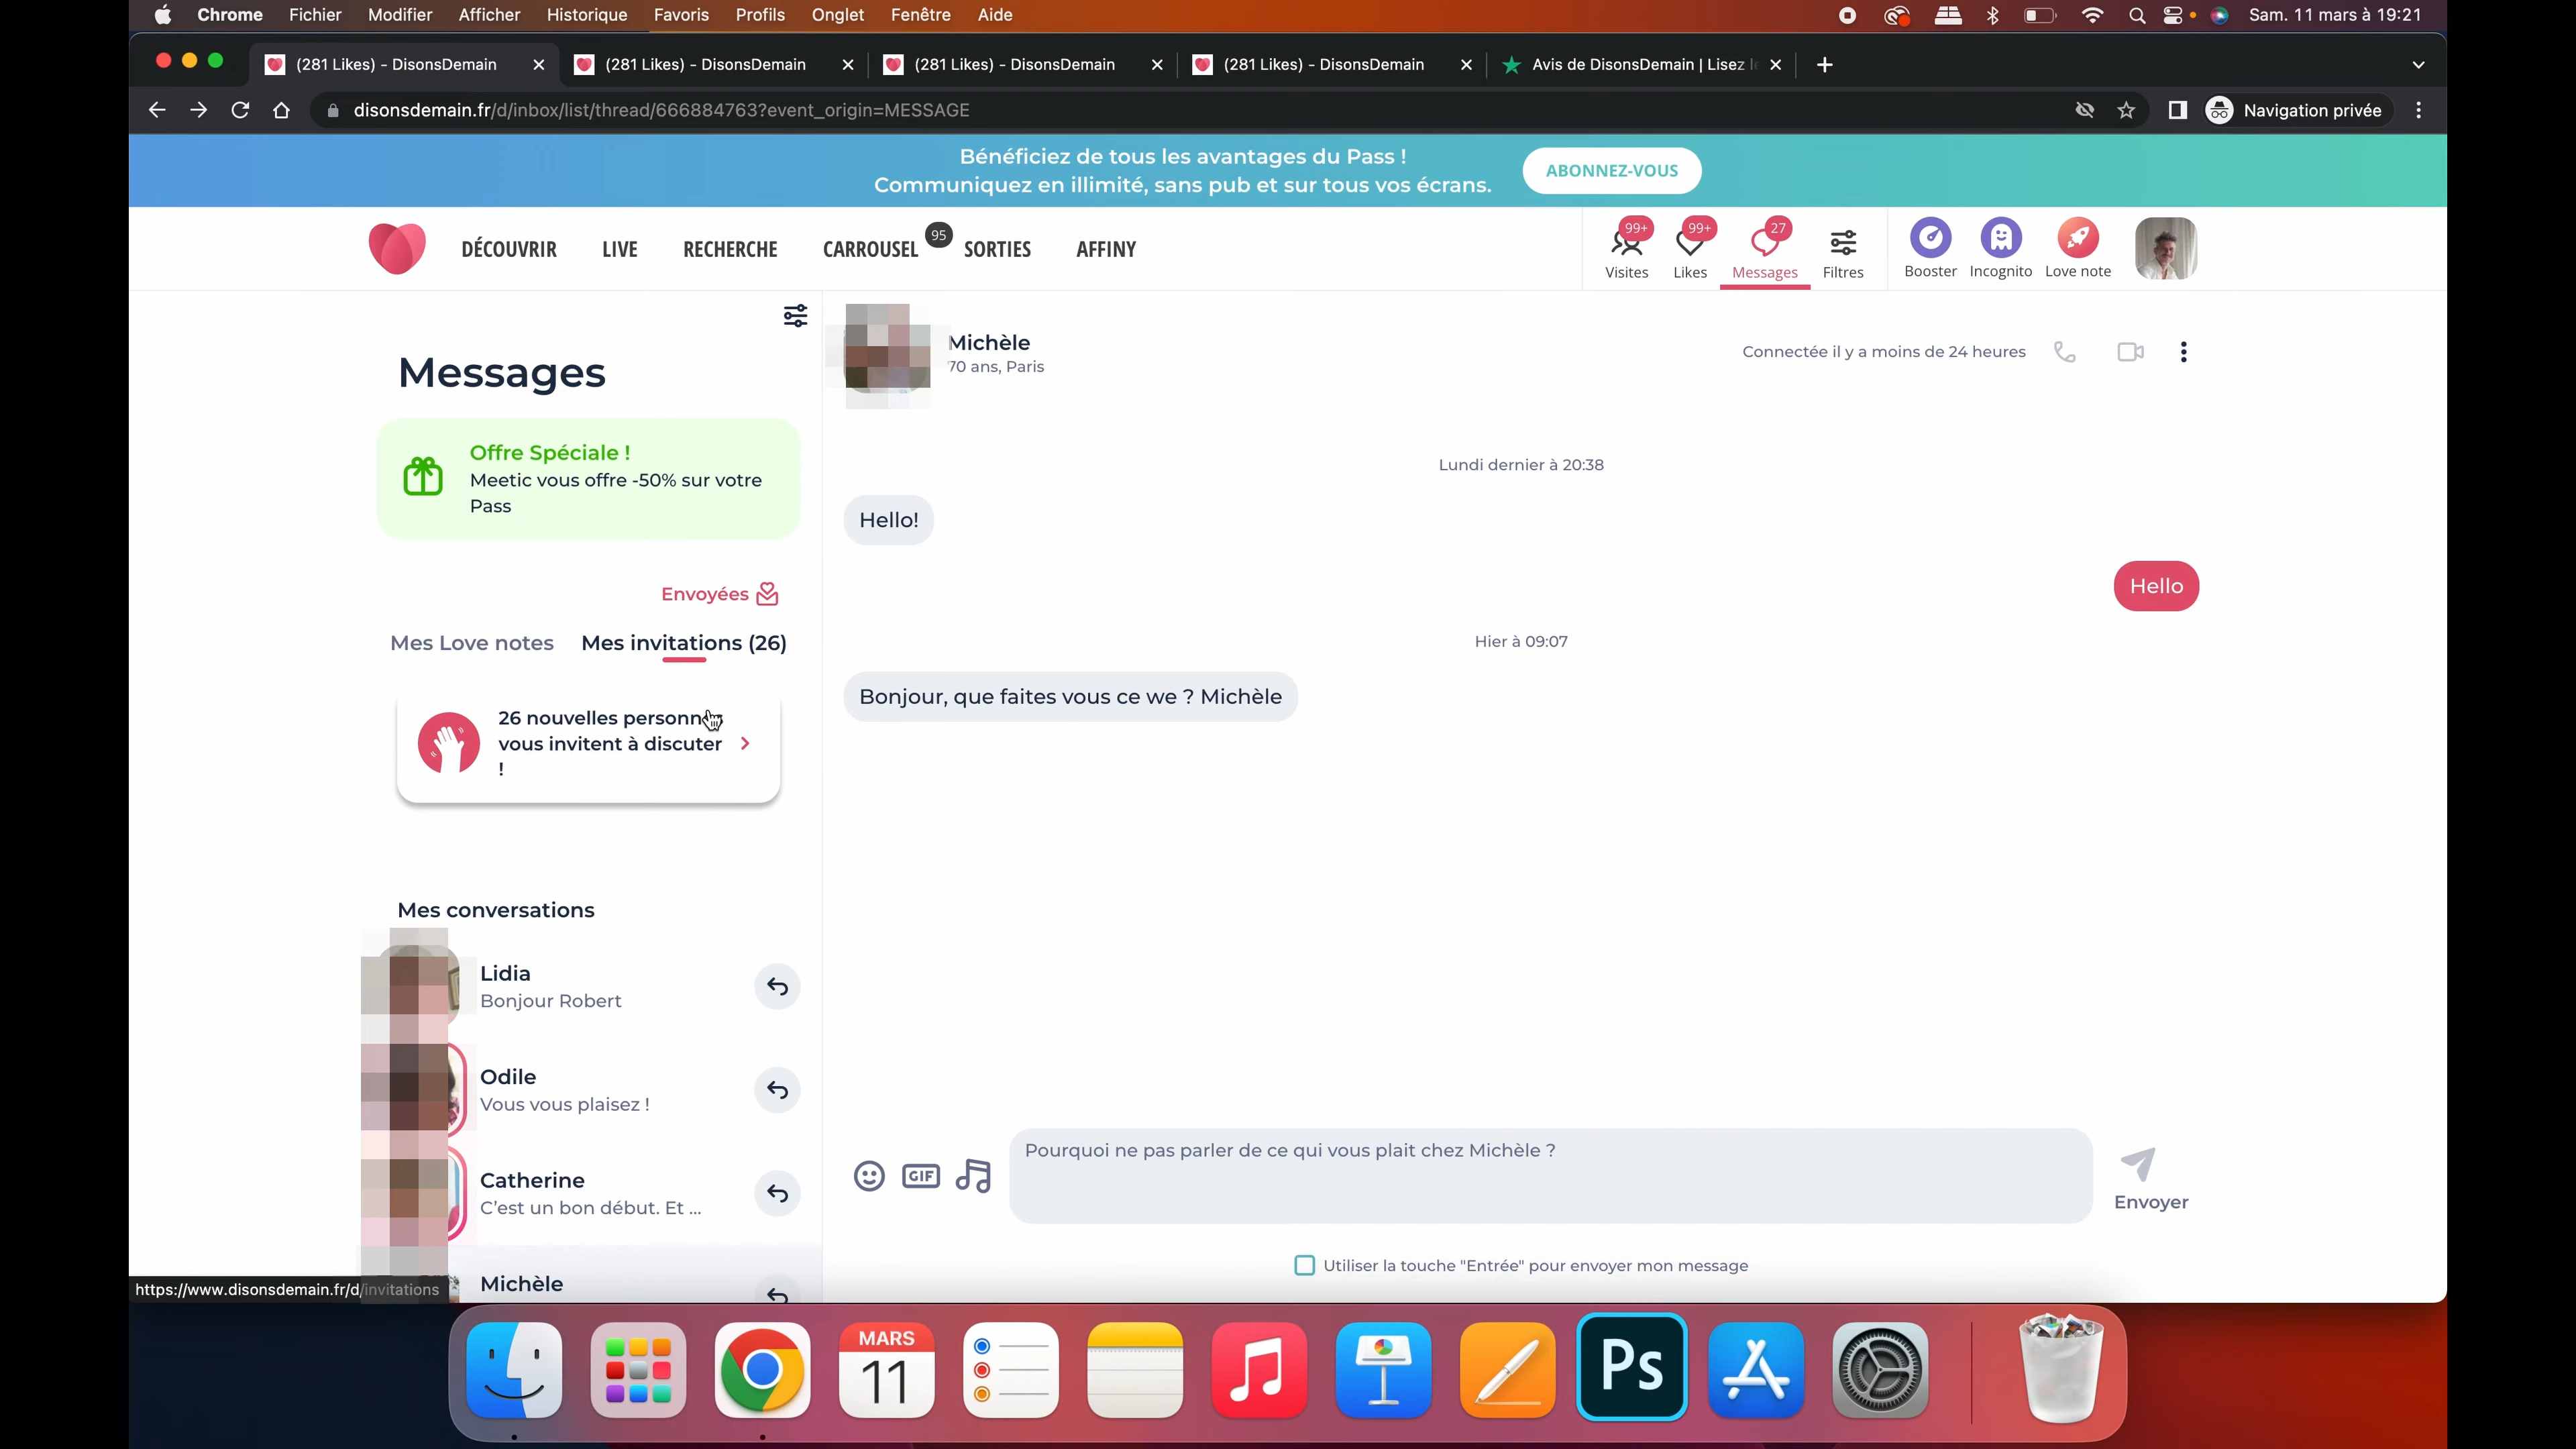 Chrome Fichier Modifier Afficher Historique Favoris Profils Onglet Fenêtre Aide
Sam. 11 mars à 19:21
(281 Likes) - DisonsDemain
(281 Likes) - DisonsDemain
(281 Likes) - DisonsDemain
(281 Likes) - DisonsDemain
Avis de DisonsDemain | Lisez
disonsdemain.fr/d/inbox/list/thread/666884763?event_origin=MESSAGE
Navigation privée
Bénéficiez de tous les avantages du Pass !
Communiquez en illimité, sans pub et sur tous vos écrans.
ABONNEZ-VOUS
DÉCOUVRIR LIVE RECHERCHE CARROUSEL 95 SORTIES AFFINY
99+ 99+ 27
Visites Likes Messages Filtres Booster Incognito Love note
Messages
Offre Spéciale !
Meetic vous offre -50% sur votre
Pass
Envoyées
Mes Love notes Mes invitations (26)
26 nouvelles personnes
vous invitent à discuter
!
Mes conversations
Lidia
Bonjour Robert
Odile
Vous vous plaisez !
Catherine
C'est un bon début. Et ...
Michèle
https://www.disonsdemain.fr/d/invitations
Michèle
70 ans, Paris
Connectée il y a moins de 24 heures
Lundi dernier à 20:38
Hello!
Hello
Hier à 09:07
Bonjour, que faites vous ce we ? Michèle
GIF
Pourquoi ne pas parler de ce qui vous plait chez Michèle ?
Envoyer
Utiliser la touche "Entrée" pour envoyer mon message
MARS
11
Ps